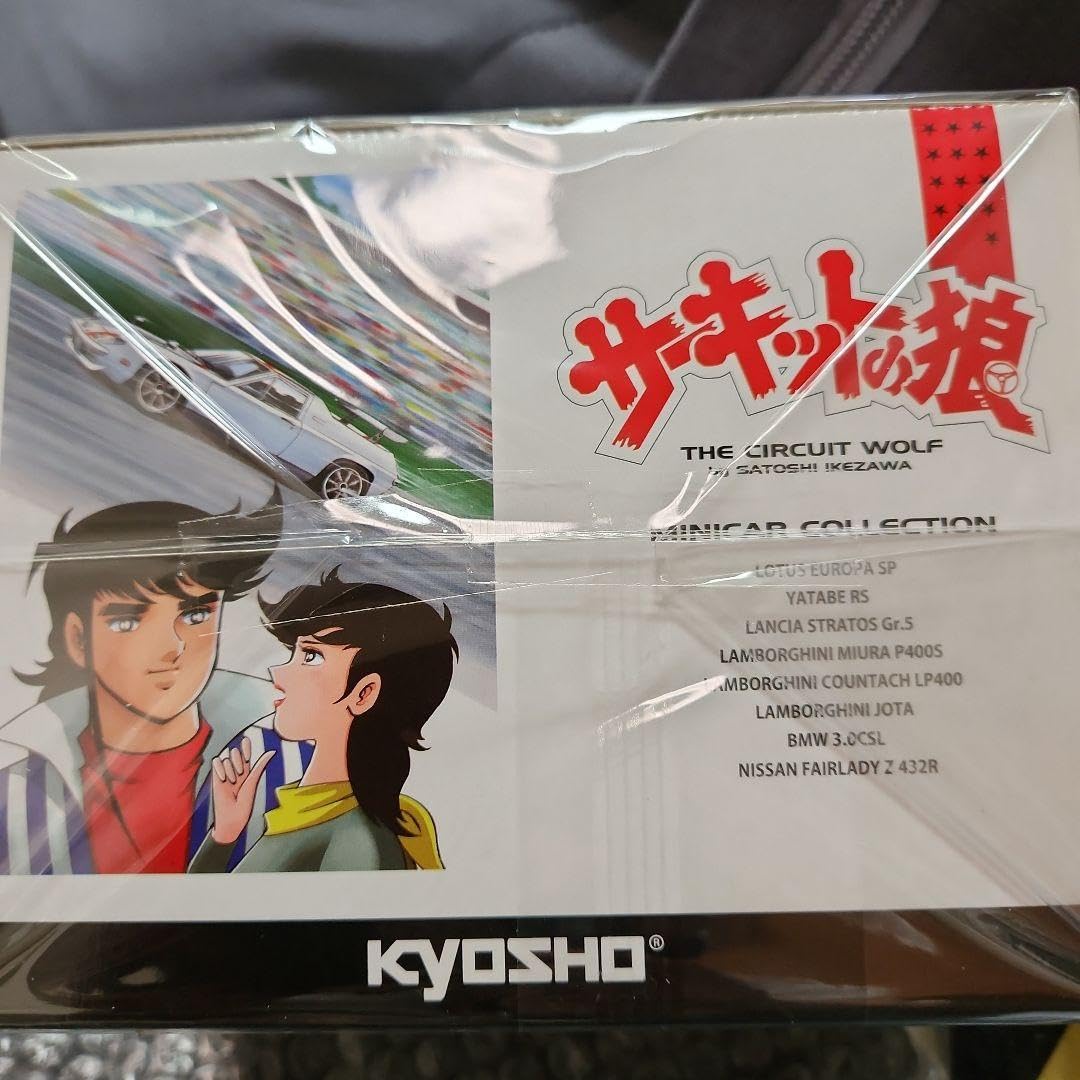 サーキットの狼
THE CIRCUIT WOLF
by SATOSHI IKEZAWA
MINICAR COLLECTION
LOTUS EUROPA SP
YATABE RS
LANCIA STRATOS Gr.5
LAMBORGHINI MIURA P400S
LAMBORGHINI COUNTACH LP400
LAMBORGHINI JOTA
BMW 3.0CSL
NISSAN FAIRLADY Z 432R
KYOSHO®